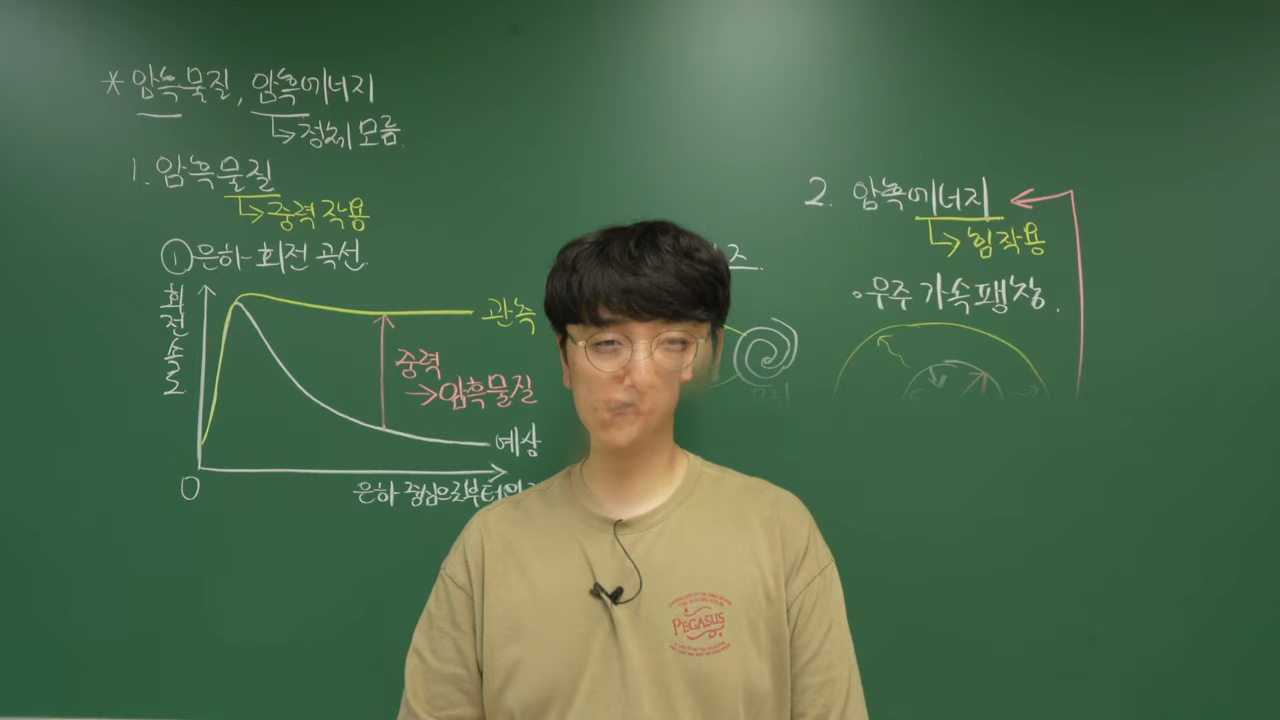 * 암흑물질, 암흑에너지
↳ 정체 모름.
1. 암흑물질
↳ 중력 작용
① 은하 회전 곡선.
회전속도
관측
중력
→ 암흑물질
예상
0
은하 중심으로부터의
2. 암흑에너지
↳ 힘 작용
• 우주 가속팽창.
PEGASUS